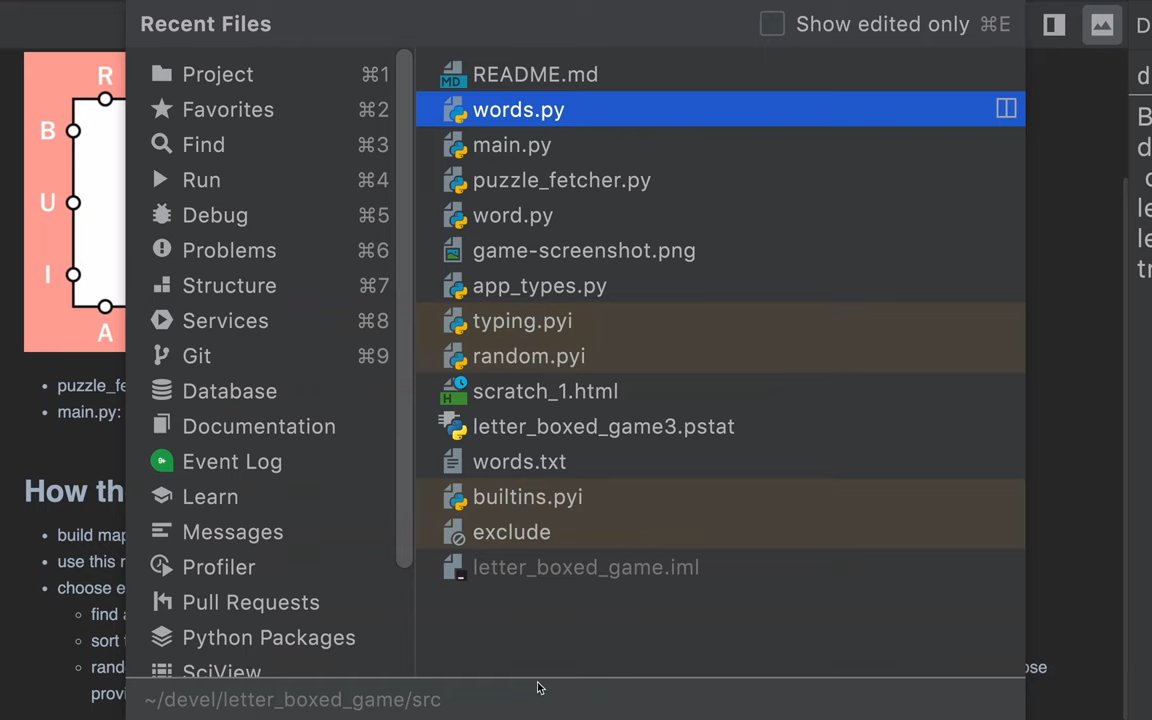 Recent Files
Show edited only ⌘E
Project ⌘1
Favorites ⌘2
Find ⌘3
Run ⌘4
Debug ⌘5
Problems ⌘6
Structure ⌘7
Services ⌘8
Git ⌘9
Database
Documentation
Event Log
Learn
Messages
Profiler
Pull Requests
Python Packages
SciView
README.md
words.py
main.py
puzzle_fetcher.py
word.py
game-screenshot.png
app_types.py
typing.pyi
random.pyi
scratch_1.html
letter_boxed_game3.pstat
words.txt
builtins.pyi
exclude
letter_boxed_game.iml
~/devel/letter_boxed_game/src
R
B
U
I
A
puzzle_fe
main.py:
How th
build map
use this r
choose e
find a
sort
rand
provi
ose
D
d
B
d
le
le